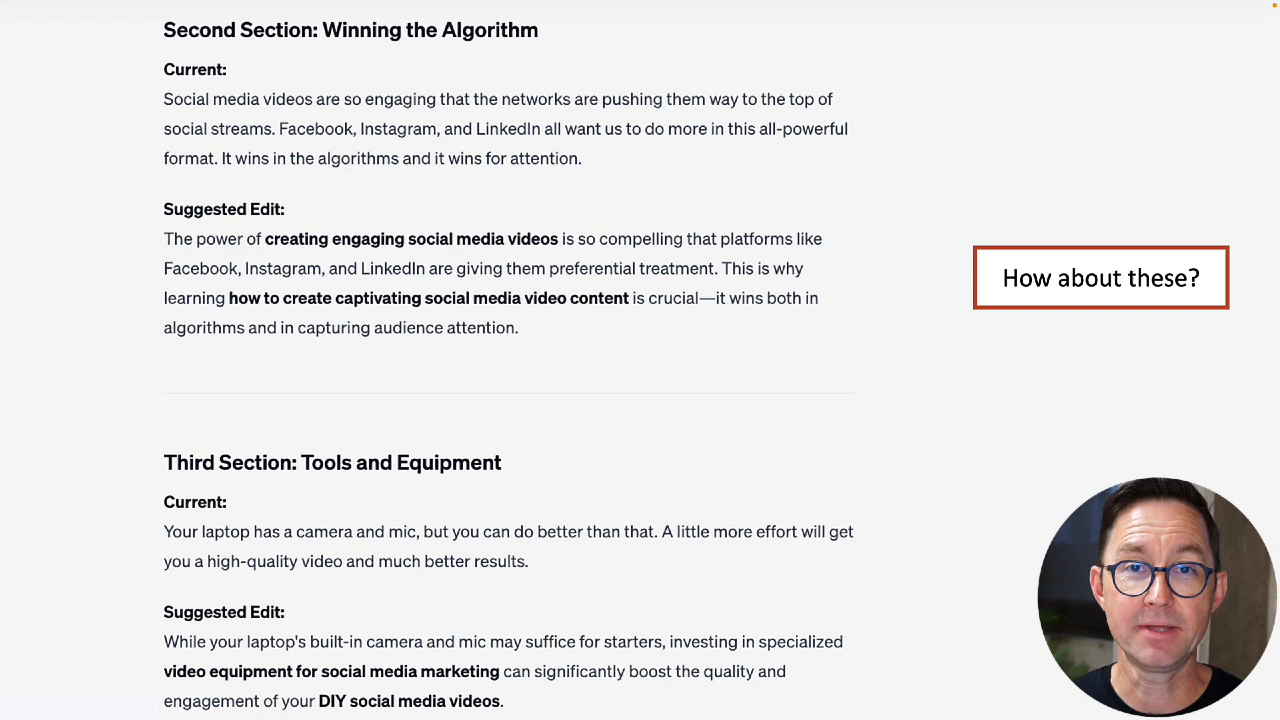 Second Section: Winning the Algorithm
Current:
Social media videos are so engaging that the networks are pushing them way to the top of
social streams. Facebook, Instagram, and LinkedIn all want us to do more in this all-powerful
format. It wins in the algorithms and it wins for attention.
Suggested Edit:
The power of creating engaging social media videos is so compelling that platforms like
Facebook, Instagram, and LinkedIn are giving them preferential treatment. This is why
learning how to create captivating social media video content is crucial—it wins both in
algorithms and in capturing audience attention.
How about these?
Third Section: Tools and Equipment
Current:
Your laptop has a camera and mic, but you can do better than that. A little more effort will get
you a high-quality video and much better results.
Suggested Edit:
While your laptop's built-in camera and mic may suffice for starters, investing in specialized
video equipment for social media marketing can significantly boost the quality and
engagement of your DIY social media videos.